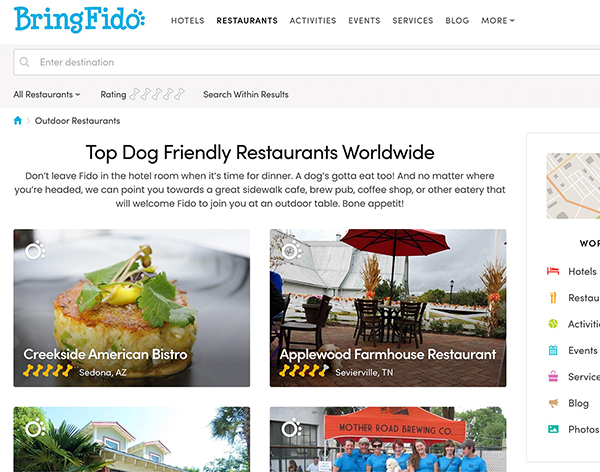 BringFido
HOTELS RESTAURANTS ACTIVITIES EVENTS SERVICES BLOG MORE
Enter destination
All Restaurants Rating Search Within Results
Outdoor Restaurants
Top Dog Friendly Restaurants Worldwide
Don't leave Fido in the hotel room when it's time for dinner. A dog's gotta eat too! And no matter where
you're headed, we can point you towards a great sidewalk cafe, brew pub, coffee shop, or other eatery that
will welcome Fido to join you at an outdoor table. Bone appetit!
Creekside American Bistro
Sedona, AZ
Applewood Farmhouse Restaurant
Sevierville, TN
MOTHER ROAD BREWING CO.
WOR
Hotels
Restau
Activiti
Events
Service
Blog
Photos